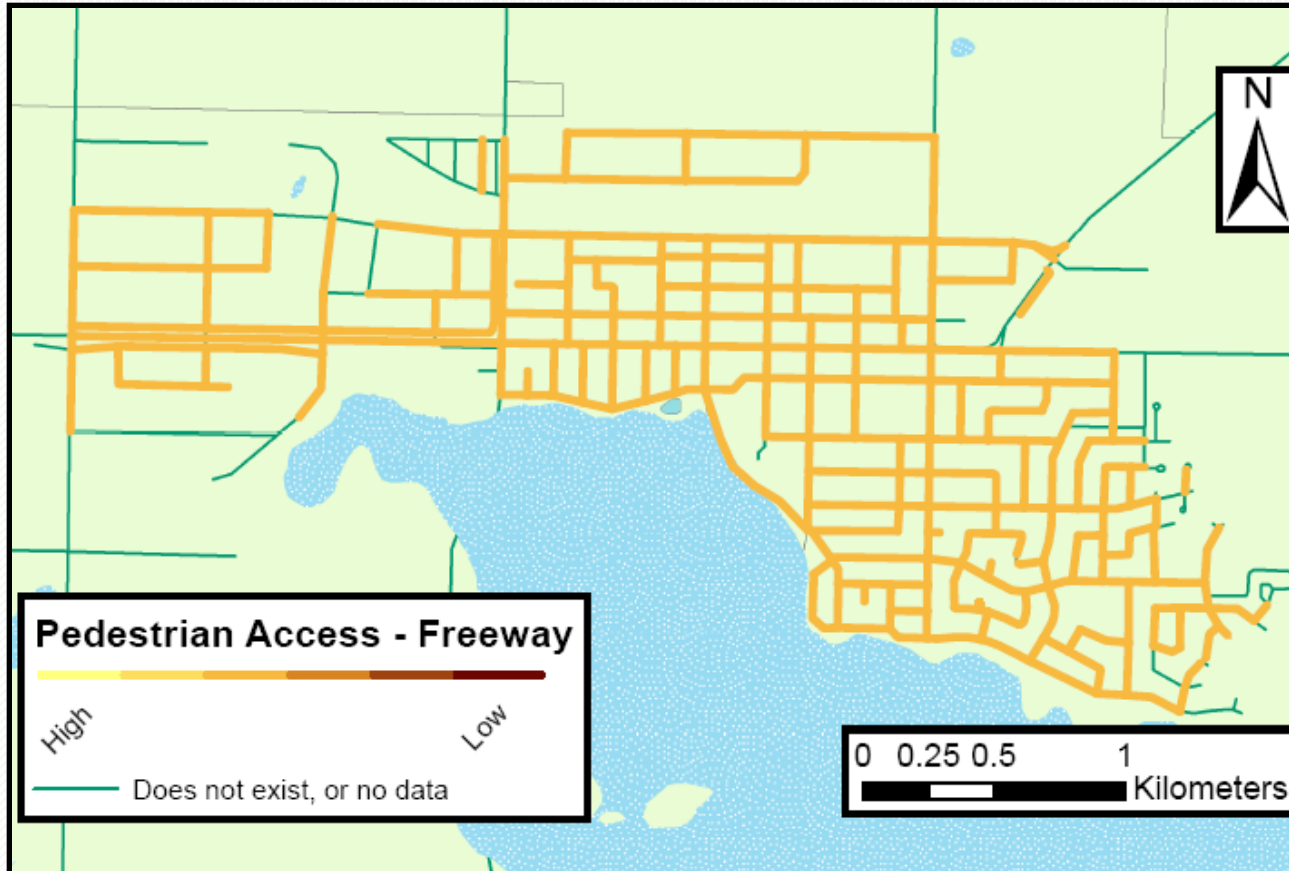 N
Pedestrian Access - Freeway
High
Low
Does not exist, or no data
0 0.25 0.5 1
Kilometers